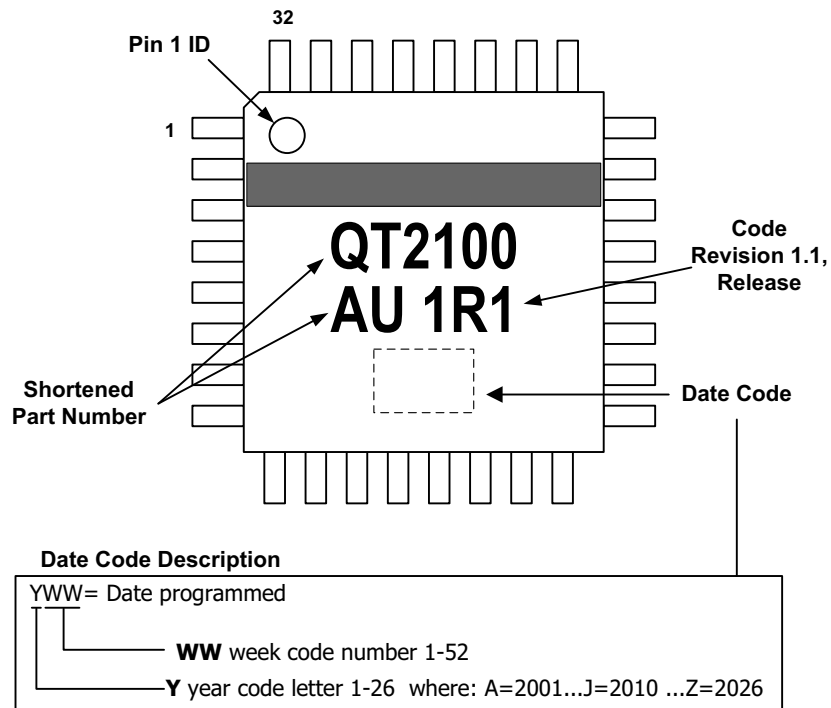 32
Pin 1 ID
1
QT2100
AU 1R1
Code
Revision 1.1,
Release
Shortened
Part Number
Date Code
Date Code Description
YWW= Date programmed
WW week code number 1-52
Y year code letter 1-26 where: A=2001...J=2010 ...Z=2026